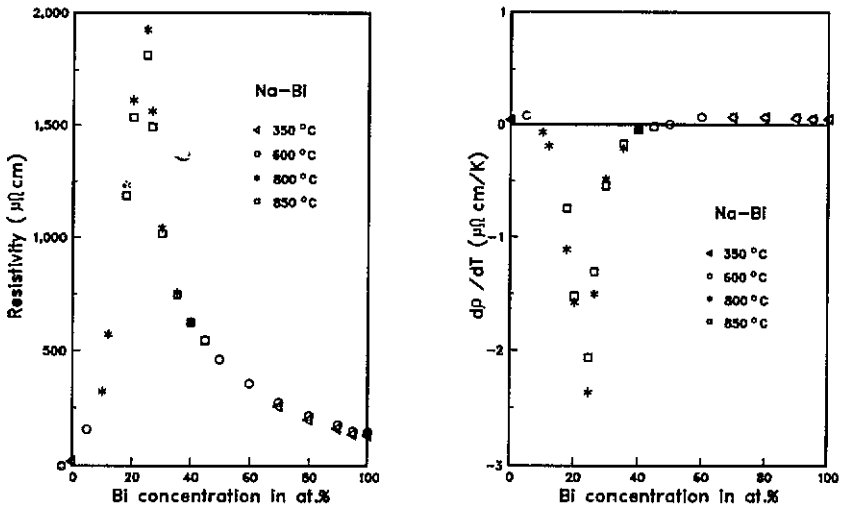 2,000
1,500
1,000
500
0
0 20 40 60 80 100
Resistivity (μΩcm)
Bi concentration in at.%
Na-Bi
350 °C
600 °C
800 °C
850 °C
1
0
-1
-2
-3
0 20 40 60 80 100
dρ/dT (μΩ cm/K)
Bi concentration in at.%
Na-Bi
350 °C
600 °C
800 °C
850 °C